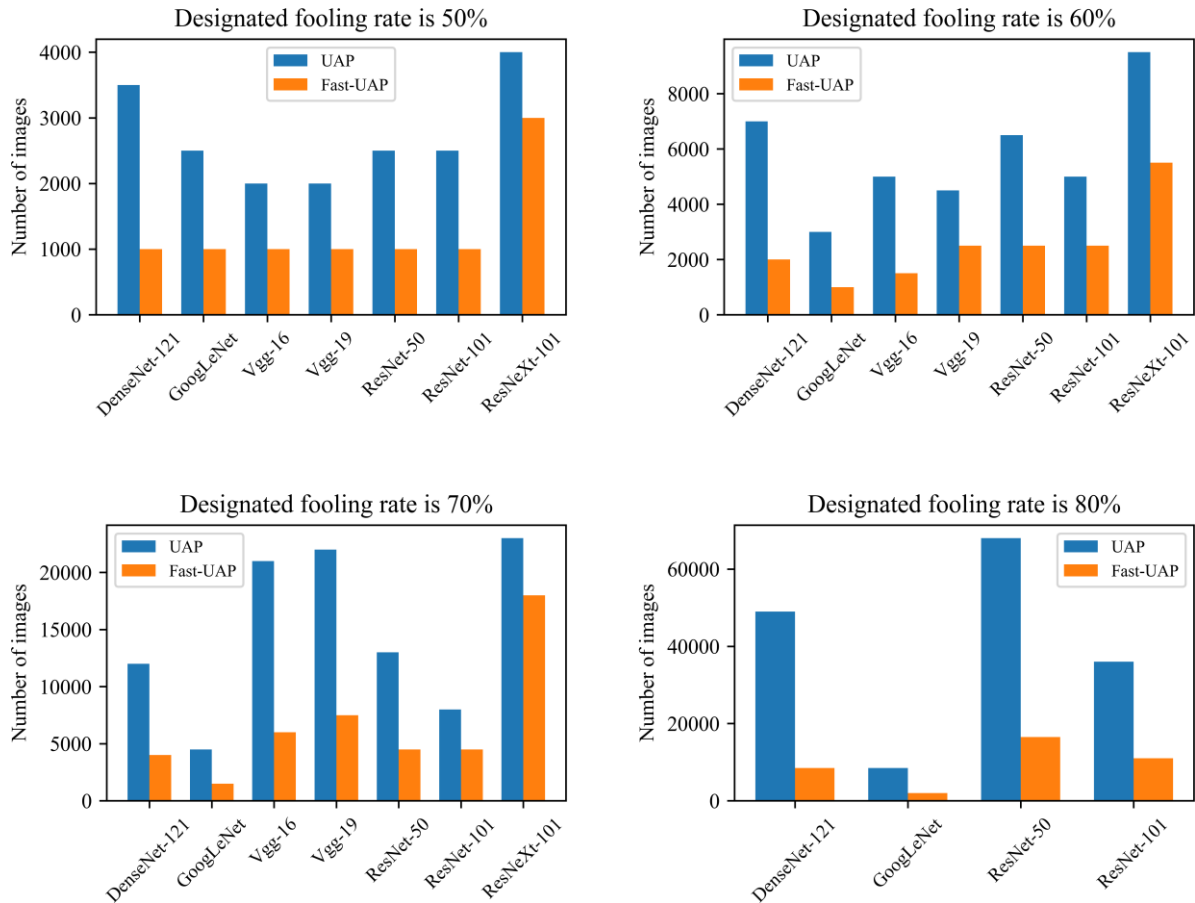 Designated fooling rate is 50%
Number of images
4000
3000
2000
1000
0
UAP
Fast-UAP
DenseNet-121
GoogLeNet
Vgg-16
Vgg-19
ResNet-50
ResNet-101
ResNeXt-101
Designated fooling rate is 60%
Number of images
8000
6000
4000
2000
0
UAP
Fast-UAP
DenseNet-121
GoogLeNet
Vgg-16
Vgg-19
ResNet-50
ResNet-101
ResNeXt-101
Designated fooling rate is 70%
Number of images
20000
15000
10000
5000
0
UAP
Fast-UAP
DenseNet-121
GoogLeNet
Vgg-16
Vgg-19
ResNet-50
ResNet-101
ResNeXt-101
Designated fooling rate is 80%
Number of images
60000
40000
20000
0
UAP
Fast-UAP
DenseNet-121
GoogLeNet
ResNet-50
ResNet-101